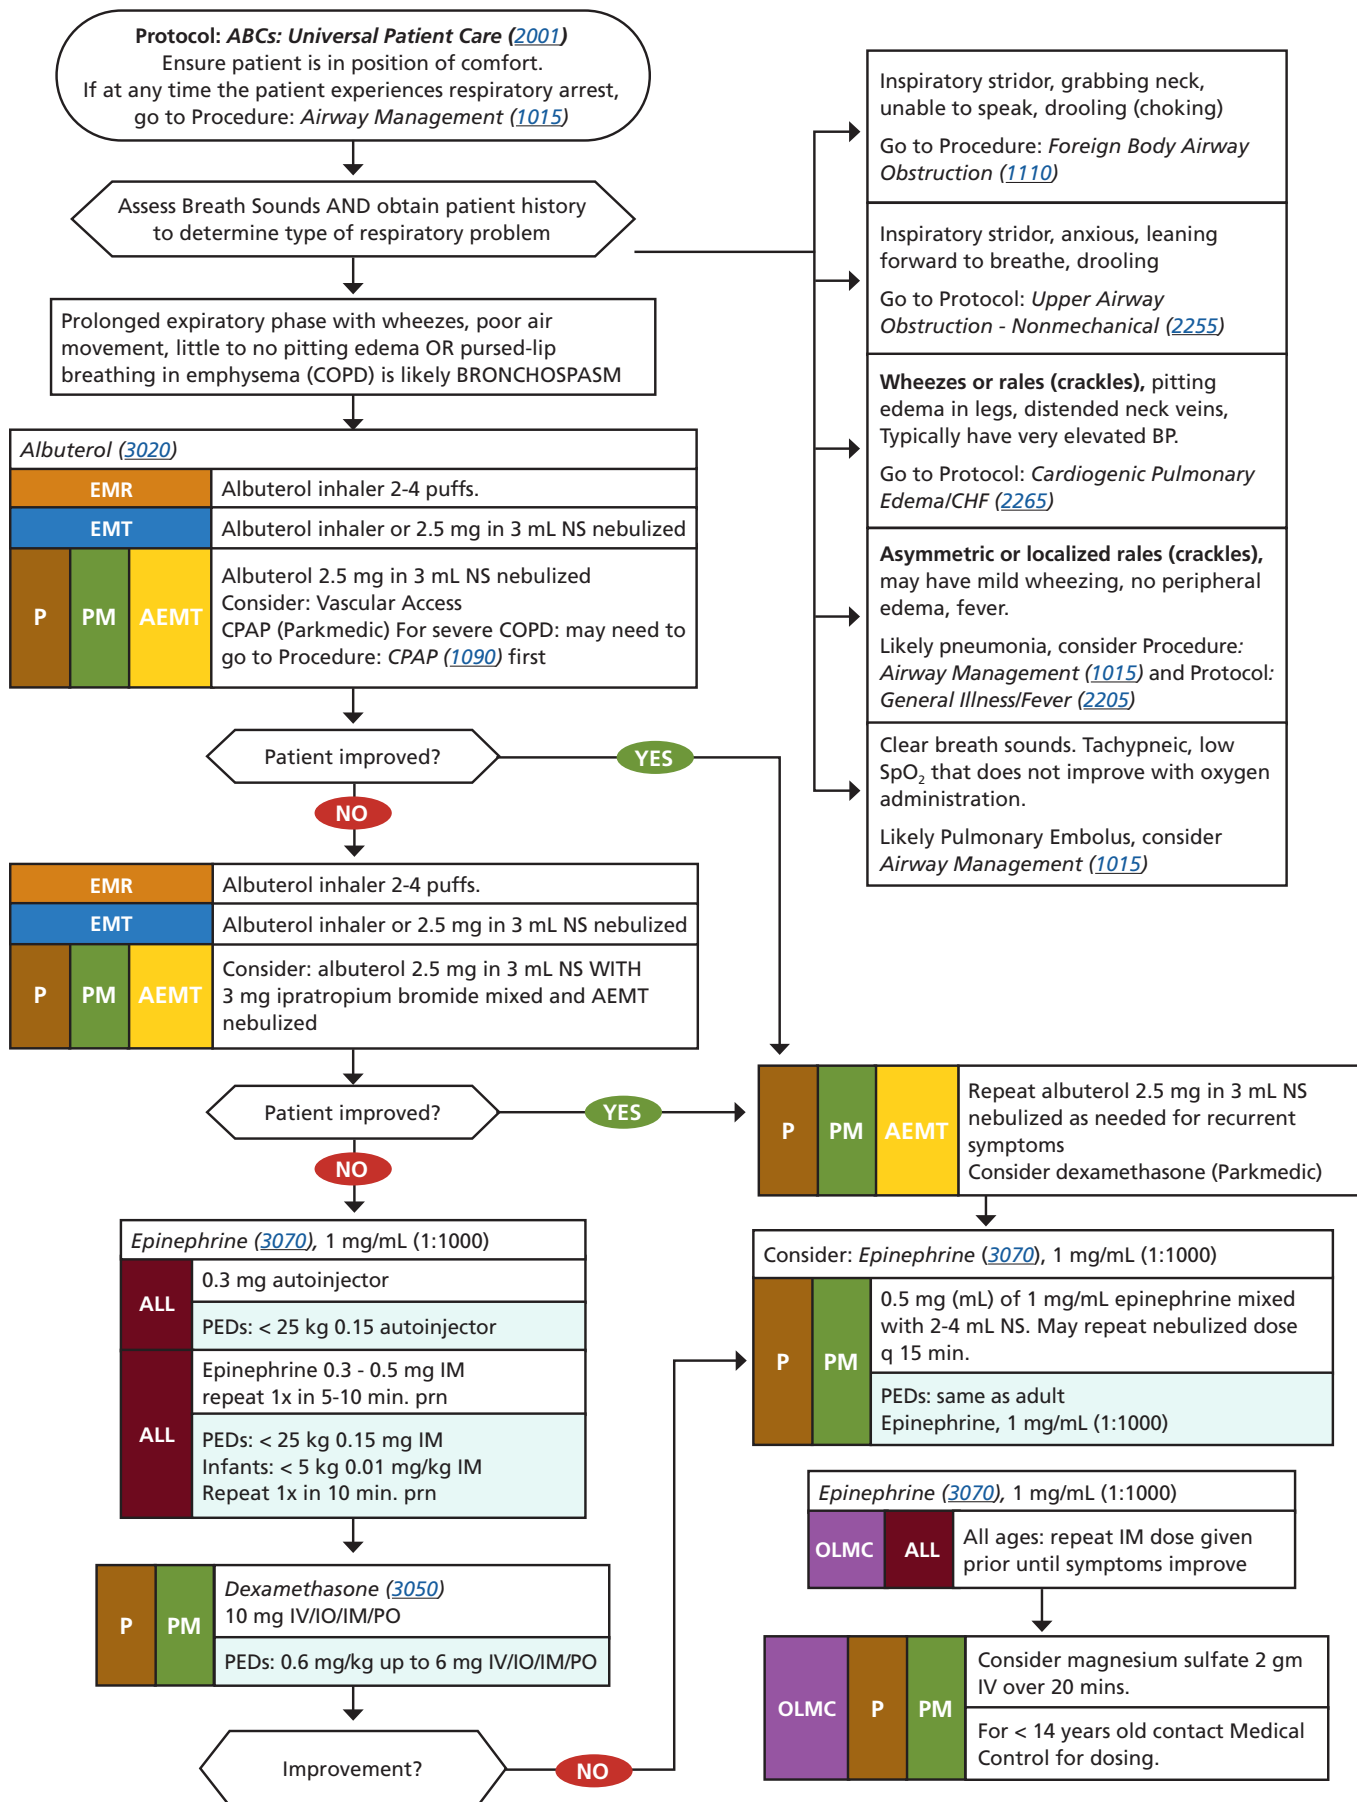 Protocol: ABCs: Universal Patient Care (2001)
Ensure patient is in position of comfort.
If at any time the patient experiences respiratory arrest,
go to Procedure: Airway Management (1015)
Assess Breath Sounds AND obtain patient history
to determine type of respiratory problem
Prolonged expiratory phase with wheezes, poor air
movement, little to no pitting edema OR pursed-lip
breathing in emphysema (COPD) is likely BRONCHOSPASM
Inspiratory stridor, grabbing neck,
unable to speak, drooling (choking)
Go to Procedure: Foreign Body Airway
Obstruction (1110)
Inspiratory stridor, anxious, leaning
forward to breathe, drooling
Go to Protocol: Upper Airway
Obstruction - Nonmechanical (2255)
Wheezes or rales (crackles), pitting
edema in legs, distended neck veins,
Typically have very elevated BP.
Go to Protocol: Cardiogenic Pulmonary
Edema/CHF (2265)
Asymmetric or localized rales (crackles),
may have mild wheezing, no peripheral
edema, fever.
Likely pneumonia, consider Procedure:
Airway Management (1015) and Protocol:
General Illness/Fever (2205)
Clear breath sounds. Tachypneic, low
SpO2 that does not improve with oxygen
administration.
Likely Pulmonary Embolus, consider
Airway Management (1015)
Albuterol (3020)
EMR
Albuterol inhaler 2-4 puffs.
EMT
Albuterol inhaler or 2.5 mg in 3 mL NS nebulized
P PM AEMT
Albuterol 2.5 mg in 3 mL NS nebulized
Consider: Vascular Access
CPAP (Parkmedic) For severe COPD: may need to
go to Procedure: CPAP (1090) first
Patient improved?
YES
NO
EMR
Albuterol inhaler 2-4 puffs.
EMT
Albuterol inhaler or 2.5 mg in 3 mL NS nebulized
P PM AEMT
Consider: albuterol 2.5 mg in 3 mL NS WITH
3 mg ipratropium bromide mixed and AEMT
nebulized
Patient improved?
YES
NO
P PM AEMT
Repeat albuterol 2.5 mg in 3 mL NS
nebulized as needed for recurrent
symptoms
Consider dexamethasone (Parkmedic)
Epinephrine (3070), 1 mg/mL (1:1000)
ALL
0.3 mg autoinjector
PEDs: < 25 kg 0.15 autoinjector
ALL
Epinephrine 0.3 - 0.5 mg IM
repeat 1x in 5-10 min. prn
PEDs: < 25 kg 0.15 mg IM
Infants: < 5 kg 0.01 mg/kg IM
Repeat 1x in 10 min. prn
P PM
Dexamethasone (3050)
10 mg IV/IO/IM/PO
PEDs: 0.6 mg/kg up to 6 mg IV/IO/IM/PO
Improvement?
NO
Consider: Epinephrine (3070), 1 mg/mL (1:1000)
P PM
0.5 mg (mL) of 1 mg/mL epinephrine mixed
with 2-4 mL NS. May repeat nebulized dose
q 15 min.
PEDs: same as adult
Epinephrine, 1 mg/mL (1:1000)
Epinephrine (3070), 1 mg/mL (1:1000)
OLMC ALL
All ages: repeat IM dose given
prior until symptoms improve
OLMC P PM
Consider magnesium sulfate 2 gm
IV over 20 mins.
For < 14 years old contact Medical
Control for dosing.